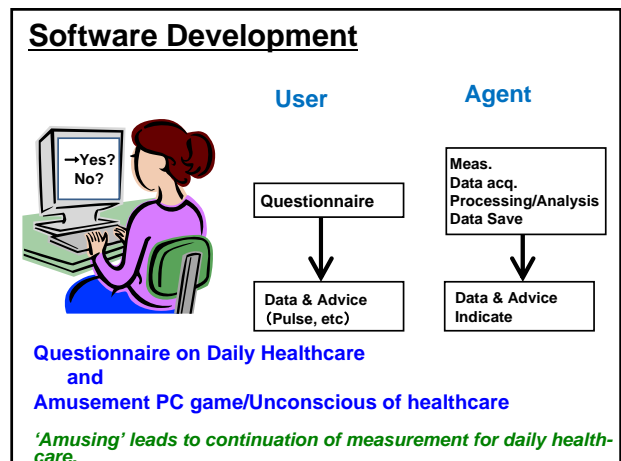 Software Development
User
Agent
→Yes?
No?
Questionnaire
Meas.
Data acq.
Processing/Analysis
Data Save
Data & Advice
（Pulse, etc）
Data & Advice
Indicate
Questionnaire on Daily Healthcare
and
Amusement PC game/Unconscious of healthcare
‘Amusing’ leads to continuation of measurement for daily health-
care.